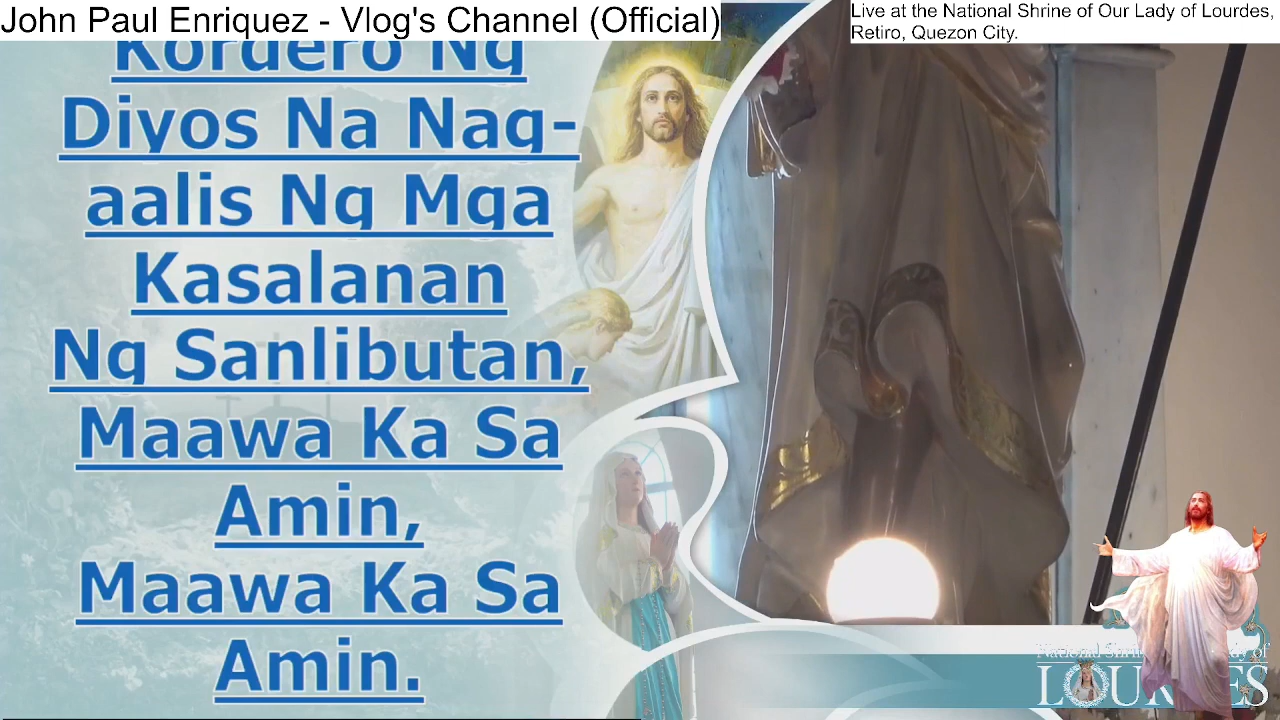 John Paul Enriquez - Vlog's Channel (Official)
Live at the National Shrine of Our Lady of Lourdes,
Retiro, Quezon City.
Kordero Ng
Diyos Na Nag-
aalis Ng Mga
Kasalanan
Ng Sanlibutan,
Maawa Ka Sa
Amin,
Maawa Ka Sa
Amin.
National
LOURDES